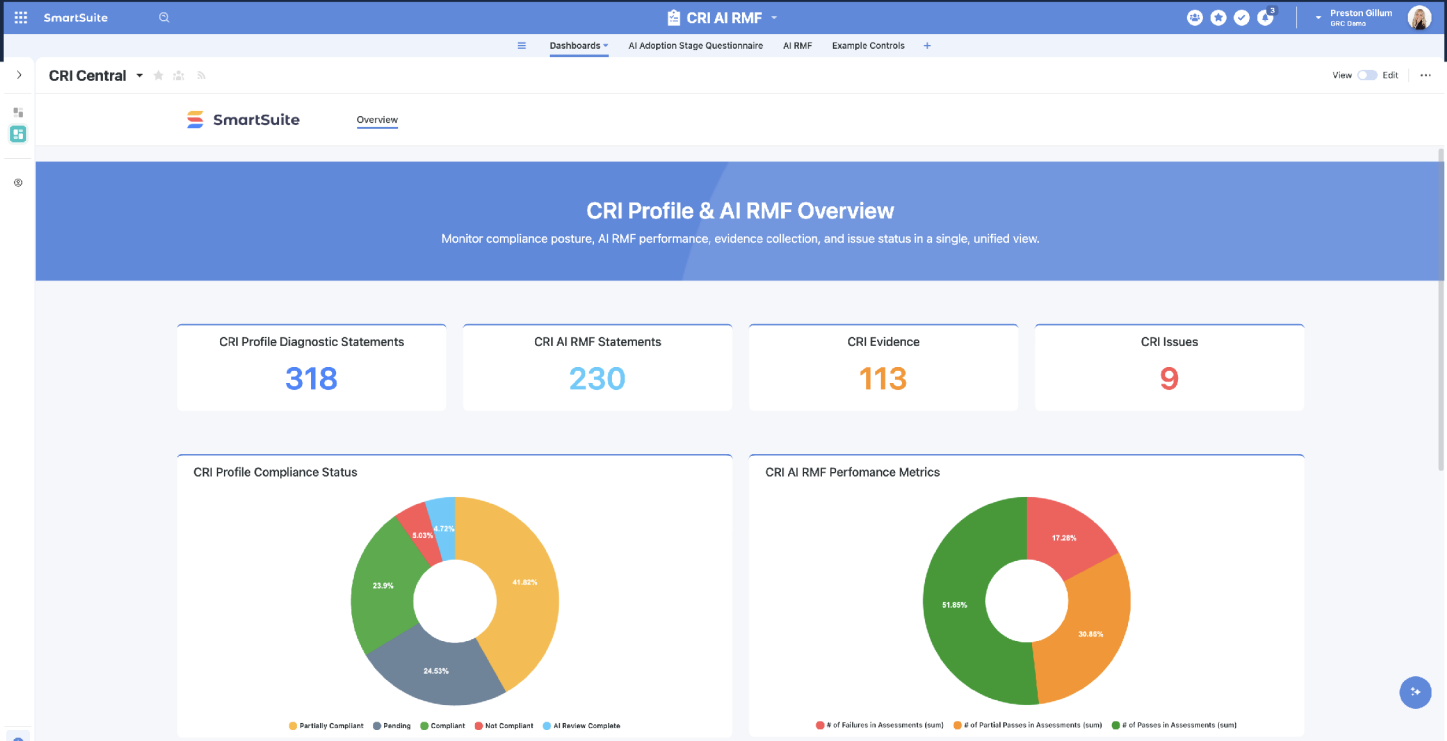 SmartSuite
CRI AI RMF
3
Preston Gillum
GRC Demo
Dashboards
AI Adoption Stage Questionnaire
AI RMF
Example Controls
CRI Central
View
Edit
SmartSuite
Overview
CRI Profile & AI RMF Overview
Monitor compliance posture, AI RMF performance, evidence collection, and issue status in a single, unified view.
CRI Profile Diagnostic Statements
318
CRI AI RMF Statements
230
CRI Evidence
113
CRI Issues
9
CRI Profile Compliance Status
4.72%
5.03%
41.82%
23.9%
24.53%
Partially Compliant
Pending
Compliant
Not Compliant
AI Review Complete
CRI AI RMF Perfomance Metrics
17.28%
51.85%
30.86%
# of Failures in Assessments (sum)
# of Partial Passes in Assessments (sum)
# of Passes in Assessments (sum)